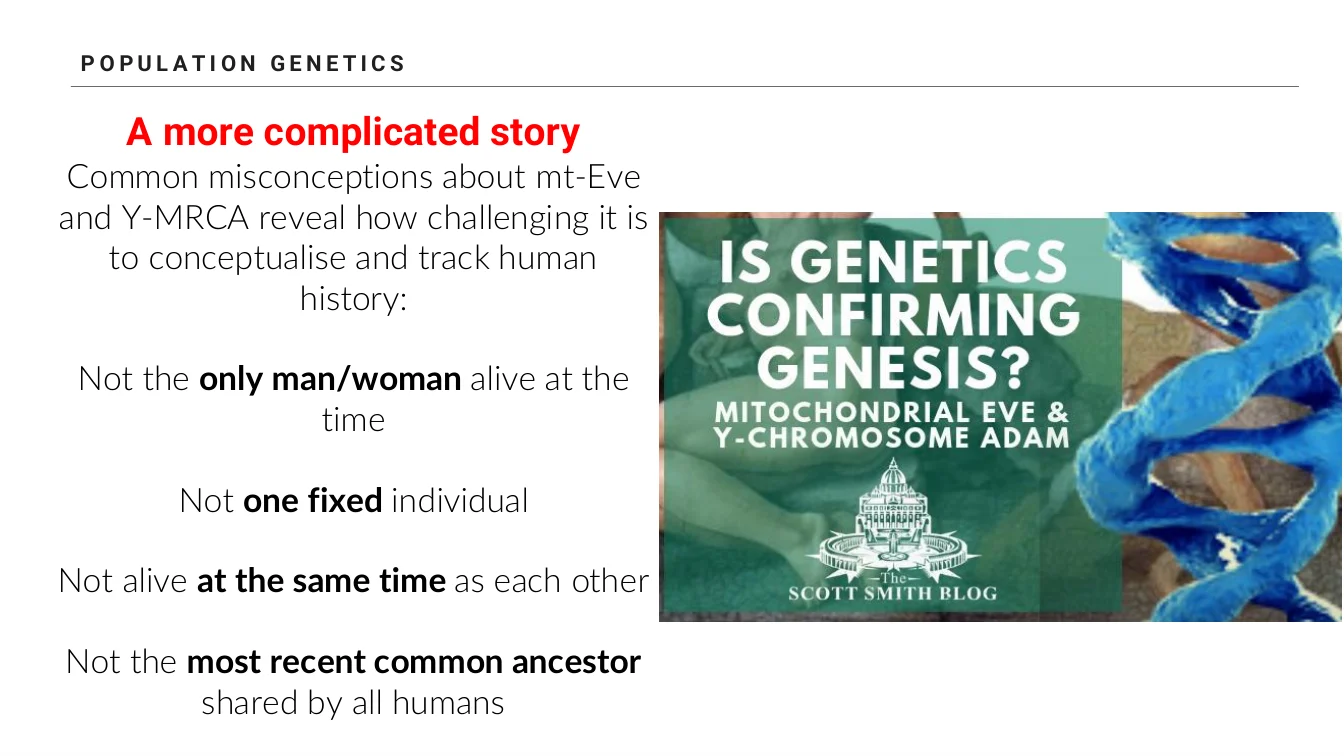 POPULATION GENETICS
A more complicated story
Common misconceptions about mt-Eve
and Y-MRCA reveal how challenging it is
to conceptualise and track human
history:
Not the only man/woman alive at the
time
Not one fixed individual
Not alive at the same time as each other
Not the most recent common ancestor
shared by all humans
IS GENETICS
CONFIRMING
GENESIS?
MITOCHONDRIAL EVE &
Y-CHROMOSOME ADAM
The
SCOTT SMITH BLOG